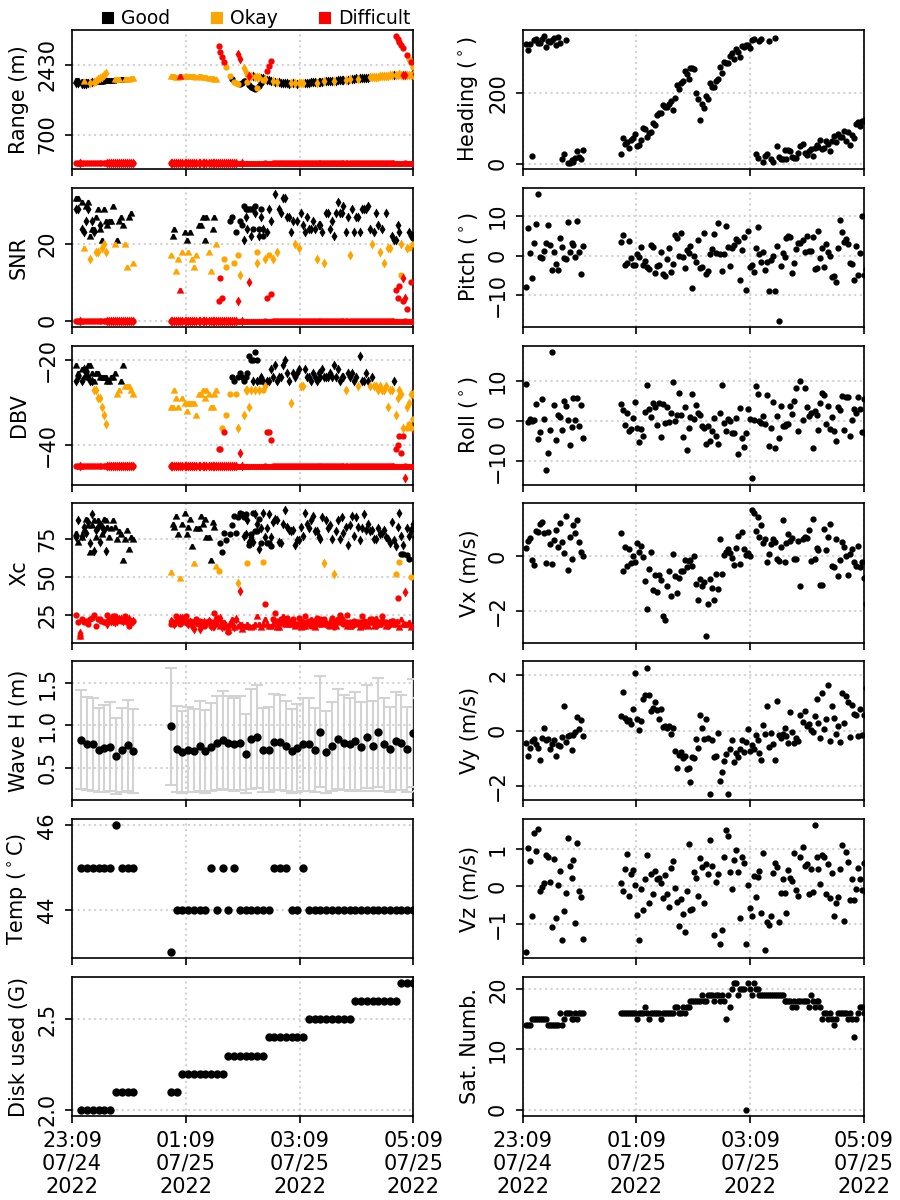 Good Okay Difficult
Range (m)
2430
700
Heading (°)
200
0
SNR
20
0
Pitch (°)
10
0
−10
DBV
−20
−40
Roll (°)
10
0
−10
Xc
75
50
25
Vx (m/s)
0
−2
Wave H (m)
1.5
1.0
0.5
Vy (m/s)
2
0
−2
Temp (°C)
46
44
Vz (m/s)
1
0
−1
Disk used (G)
2.5
2.0
Sat. Numb.
20
10
0
23:09 01:09 03:09 05:09 23:09 01:09 03:09 05:09
07/24 07/25 07/25 07/25 07/24 07/25 07/25 07/25
2022 2022 2022 2022 2022 2022 2022 2022